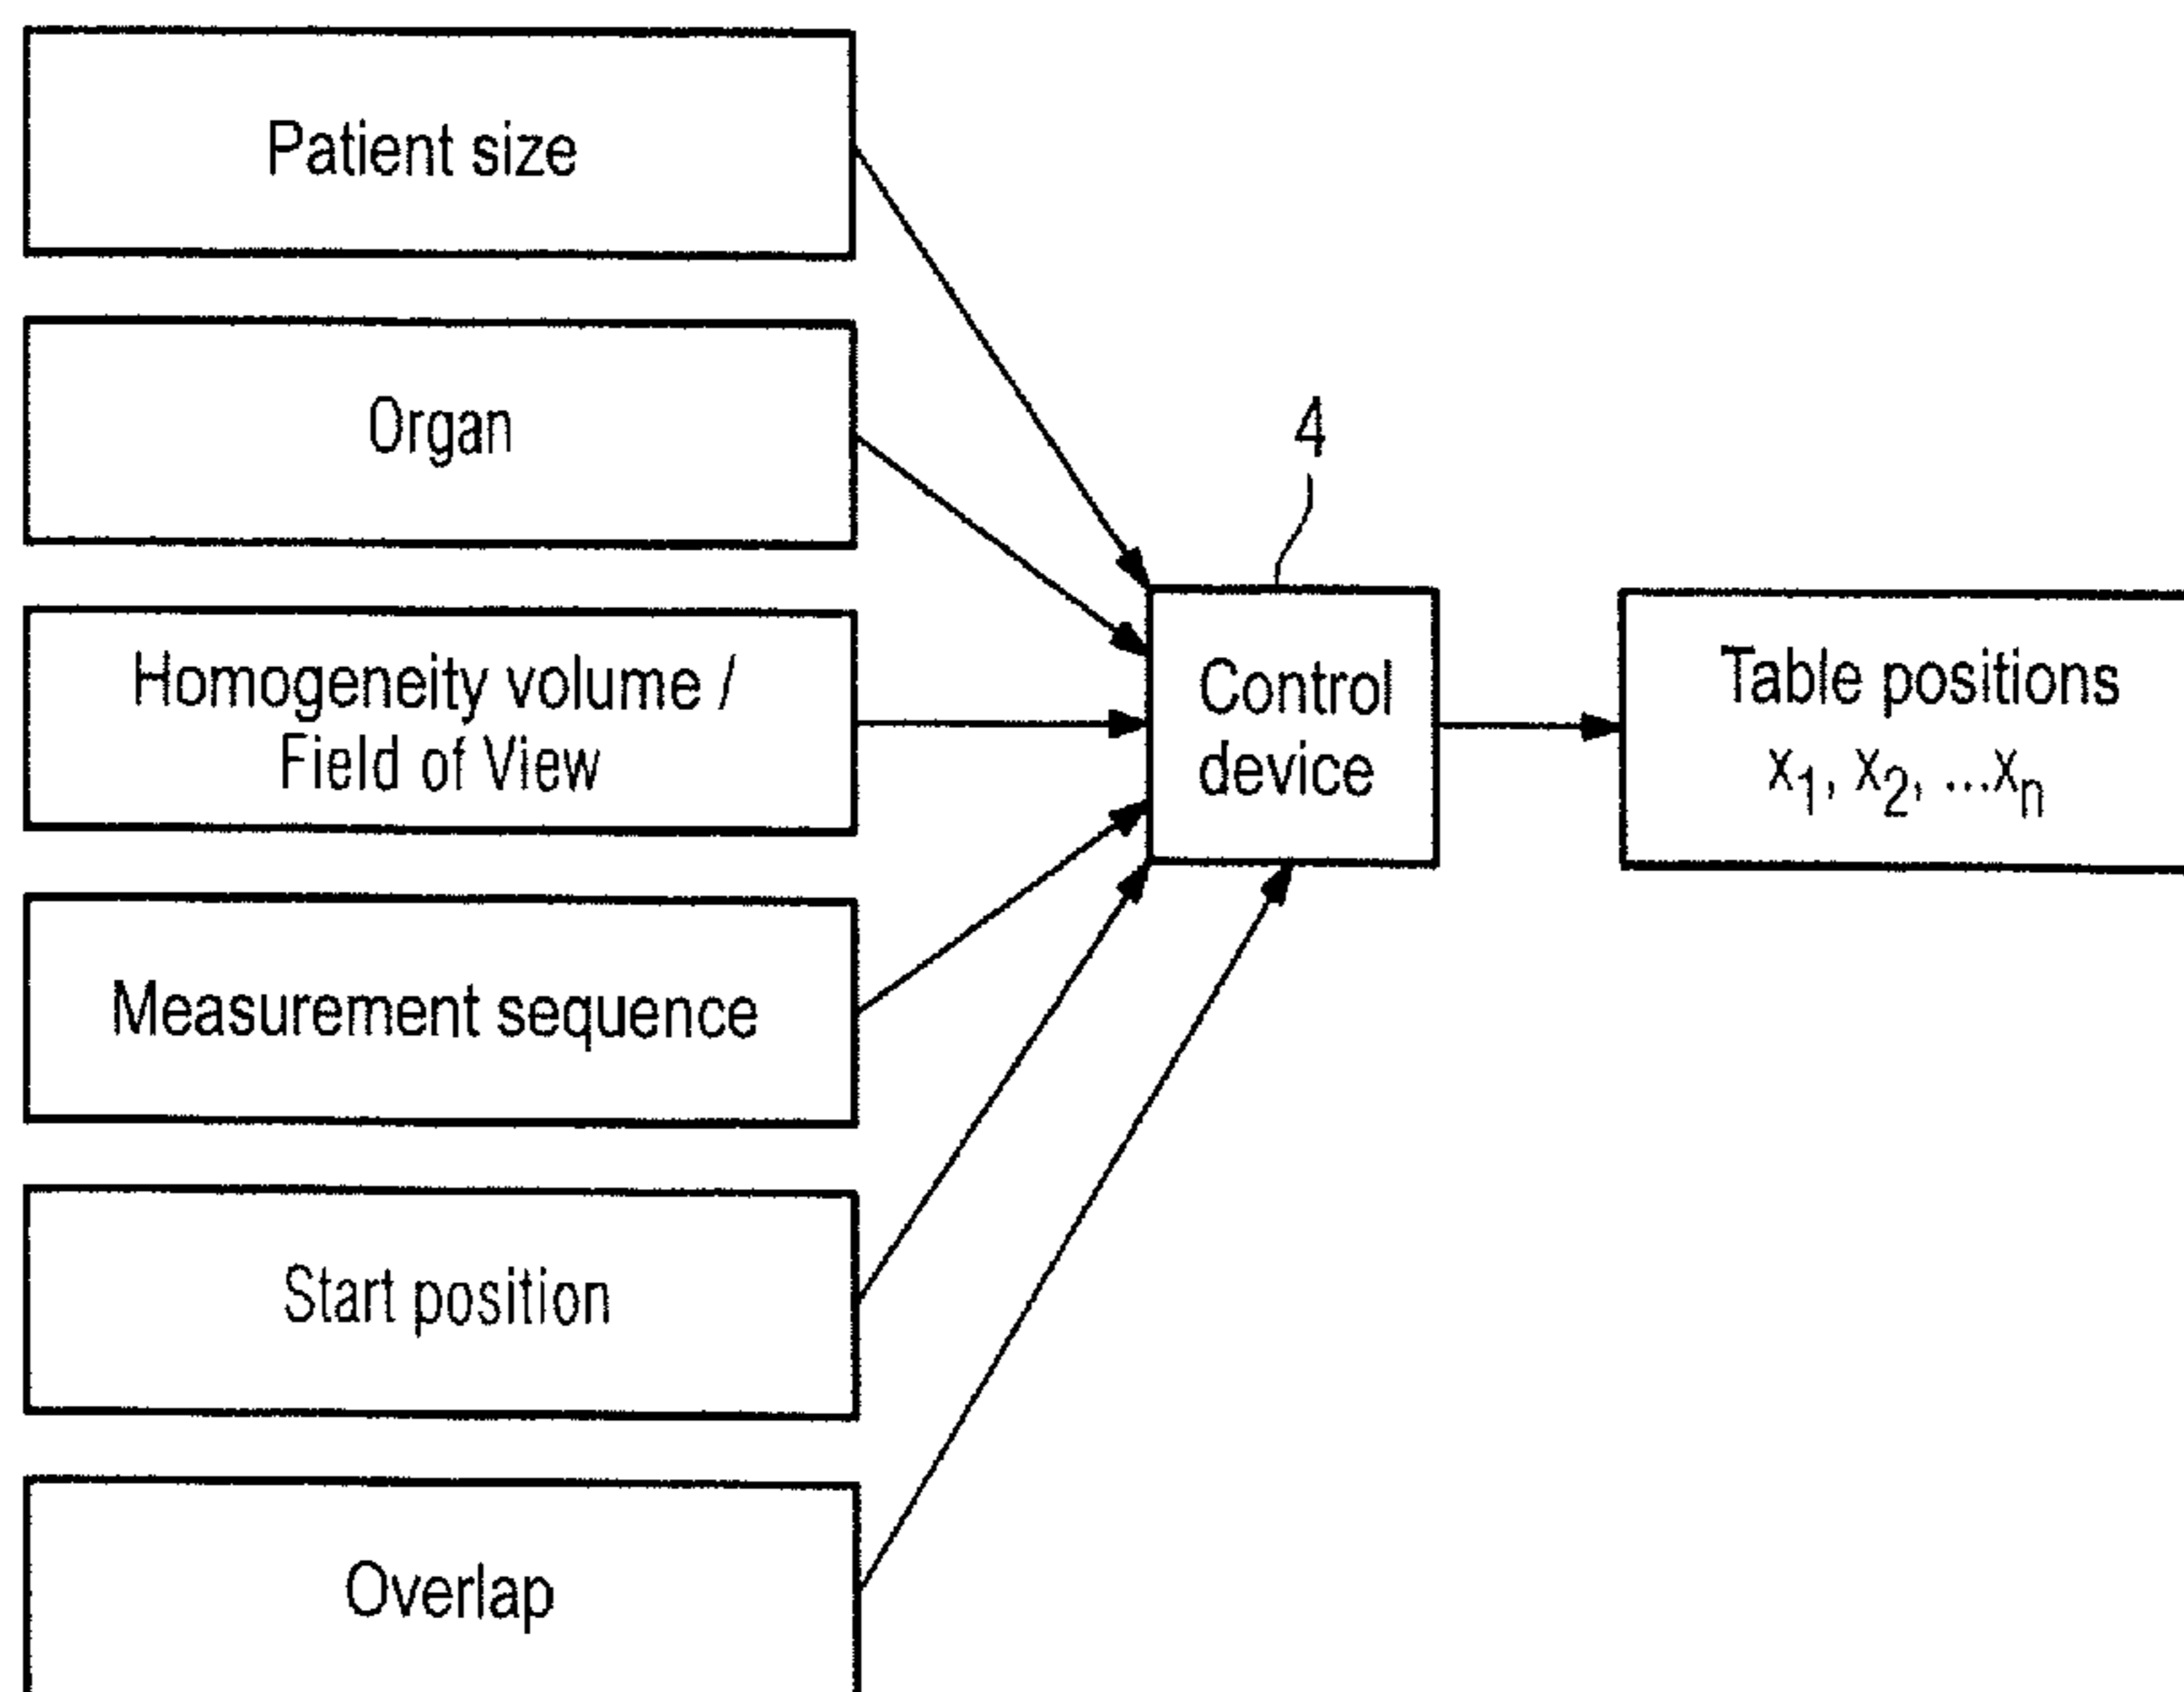 Patient size
Organ
Homogeneity volume /
Field of View
Measurement sequence
Start position
Overlap
4
Control
device
Table positions
x1, x2, ...xn